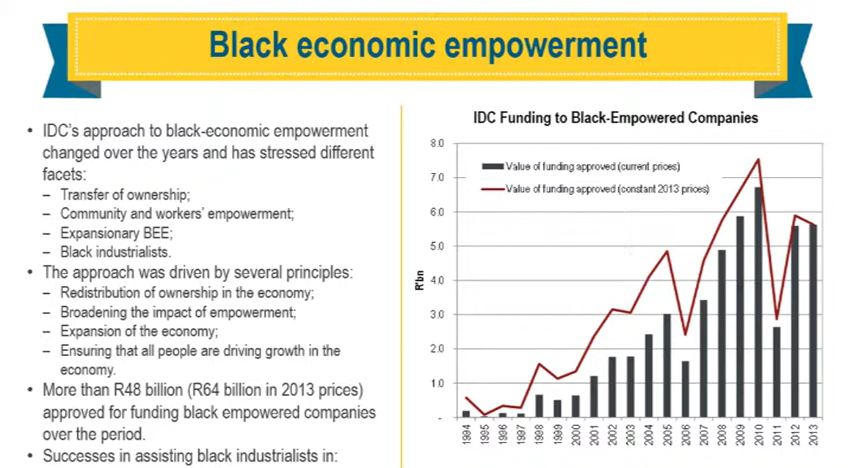 Black economic empowerment
• IDC's approach to black-economic empowerment
changed over the years and has stressed different
facets:
– Transfer of ownership;
– Community and workers' empowerment;
– Expansionary BEE;
– Black industrialists.
• The approach was driven by several principles:
– Redistribution of ownership in the economy;
– Broadening the impact of empowerment;
– Expansion of the economy;
– Ensuring that all people are driving growth in the
economy.
• More than R48 billion (R64 billion in 2013 prices)
approved for funding black empowered companies
over the period.
• Successes in assisting black industrialists in:
IDC Funding to Black-Empowered Companies
Value of funding approved (current prices)
Value of funding approved (constant 2013 prices)
R'bn
8.0
7.0
6.0
5.0
4.0
3.0
2.0
1.0
-
1994 1995 1996 1997 1998 1999 2000 2001 2002 2003 2004 2005 2006 2007 2008 2009 2010 2011 2012 2013